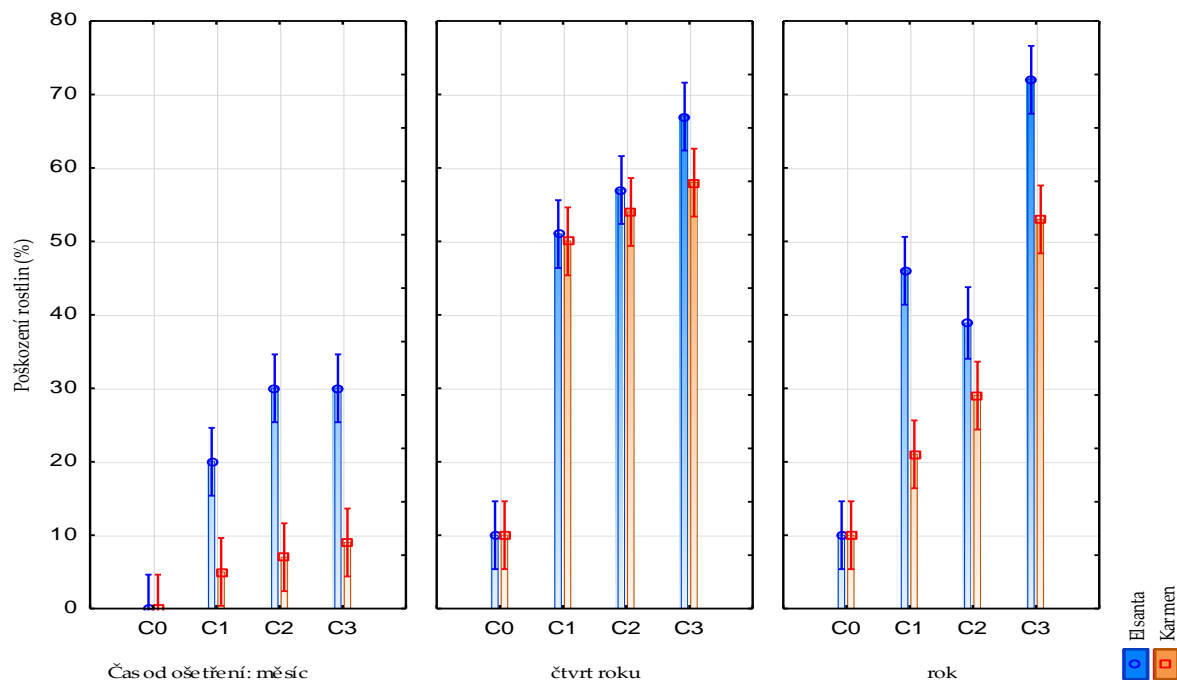 Poškození rostlin (%)
80
70
60
50
40
30
20
10
0
C0 C1 C2 C3 C0 C1 C2 C3 C0 C1 C2 C3
Čas od ošetření: měsíc čtvrt roku rok
Elsanta
Karmen